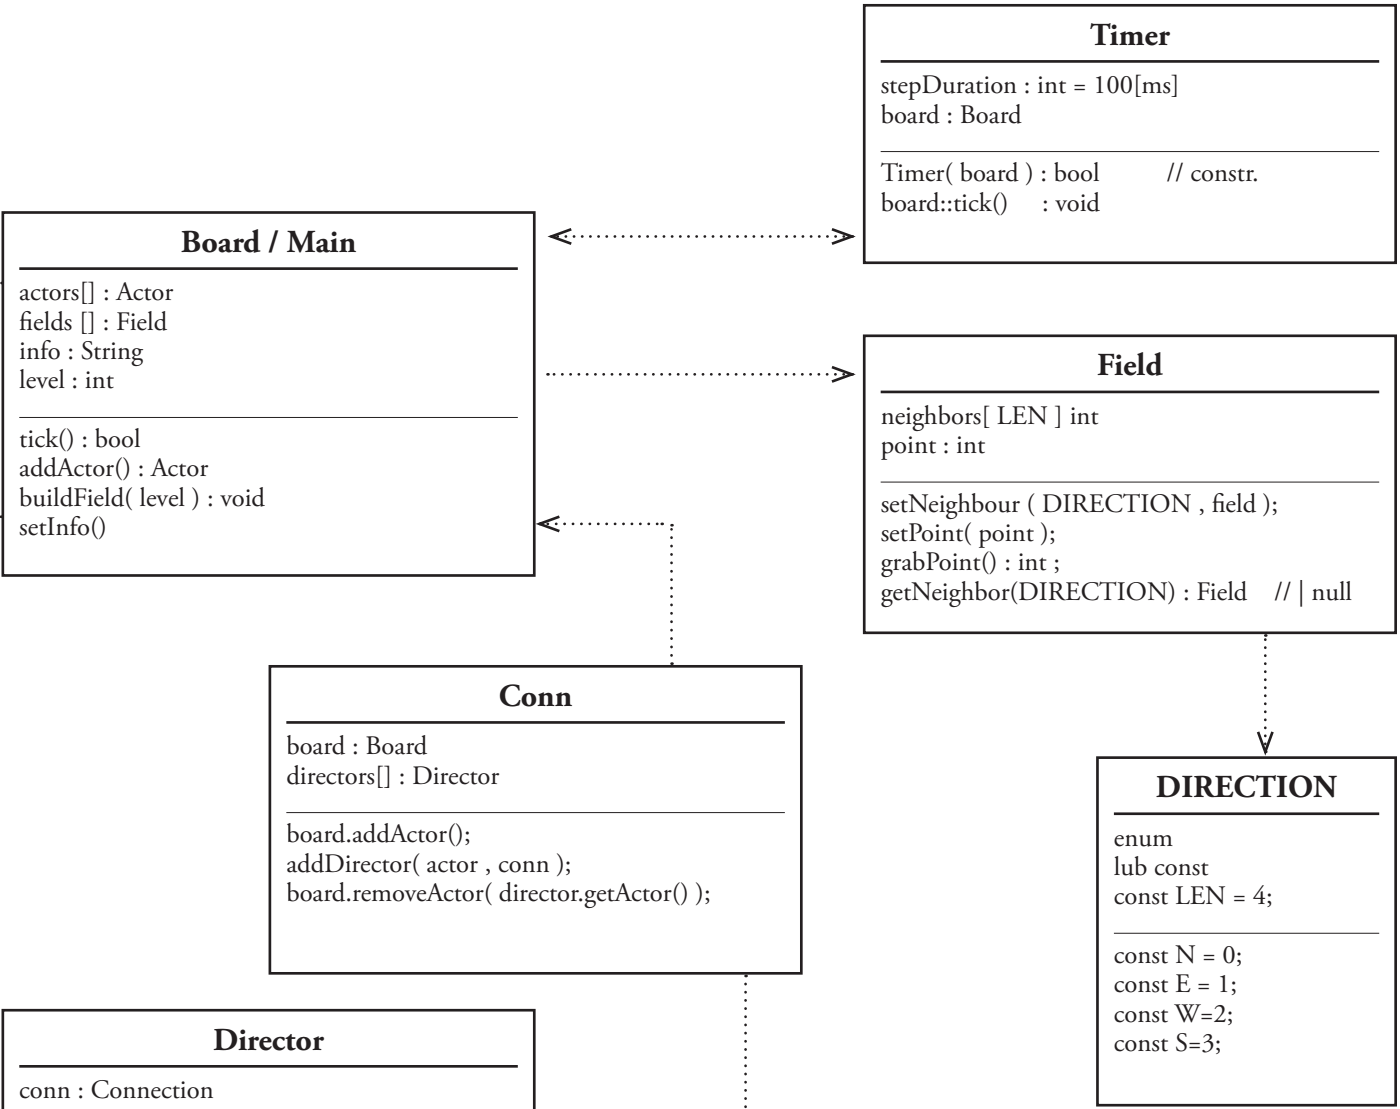 Timer
stepDuration : int = 100[ms]
board : Board
Timer( board ) : bool // constr.
board::tick() : void
Board / Main
actors[] : Actor
fields [] : Field
info : String
level : int
tick() : bool
addActor() : Actor
buildField( level ) : void
setInfo()
Field
neighbors[ LEN ] int
point : int
setNeighbour ( DIRECTION , field );
setPoint( point );
grabPoint() : int ;
getNeighbor(DIRECTION) : Field // | null
Conn
board : Board
directors[] : Director
board.addActor();
addDirector( actor , conn );
board.removeActor( director.getActor() );
DIRECTION
enum
lub const
const LEN = 4;
const N = 0;
const E = 1;
const W=2;
const S=3;
Director
conn : Connection